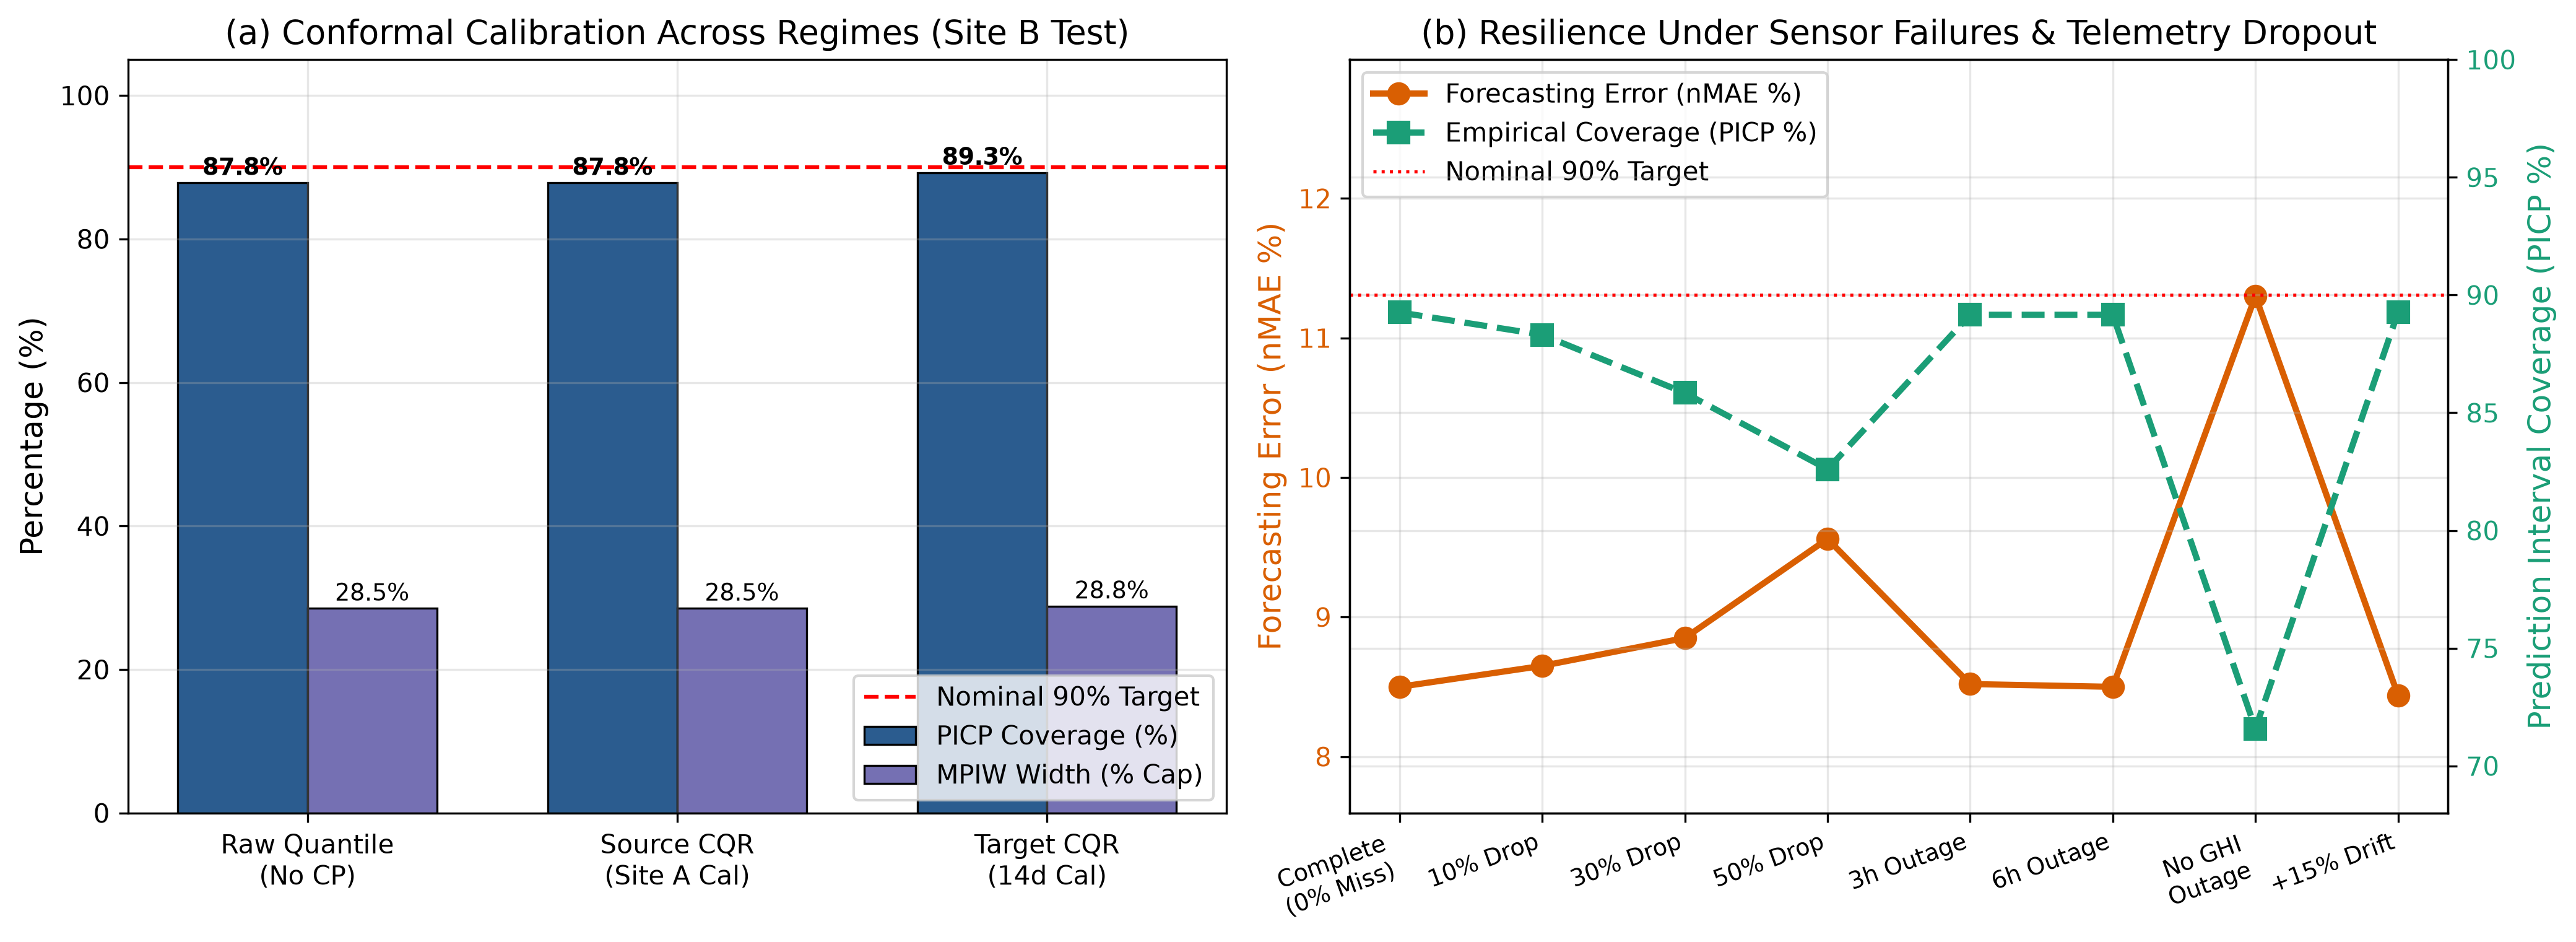 (a) Conformal Calibration Across Regimes (Site B Test)
Percentage (%)
100
80
60
40
20
0
87.8%
28.5%
87.8%
28.5%
89.3%
28.8%
Nominal 90% Target
PICP Coverage (%)
MPIW Width (% Cap)
Raw Quantile
(No CP)
Source CQR
(Site A Cal)
Target CQR
(14d Cal)
(b) Resilience Under Sensor Failures & Telemetry Dropout
Forecasting Error (nMAE %)
Empirical Coverage (PICP %)
Nominal 90% Target
Forecasting Error (nMAE %)
12
11
10
9
8
100
95
90
85
80
75
70
Prediction Interval Coverage (PICP %)
Complete
(0% Miss)
10% Drop
30% Drop
50% Drop
3h Outage
6h Outage
No GHI
Outage
+15% Drift